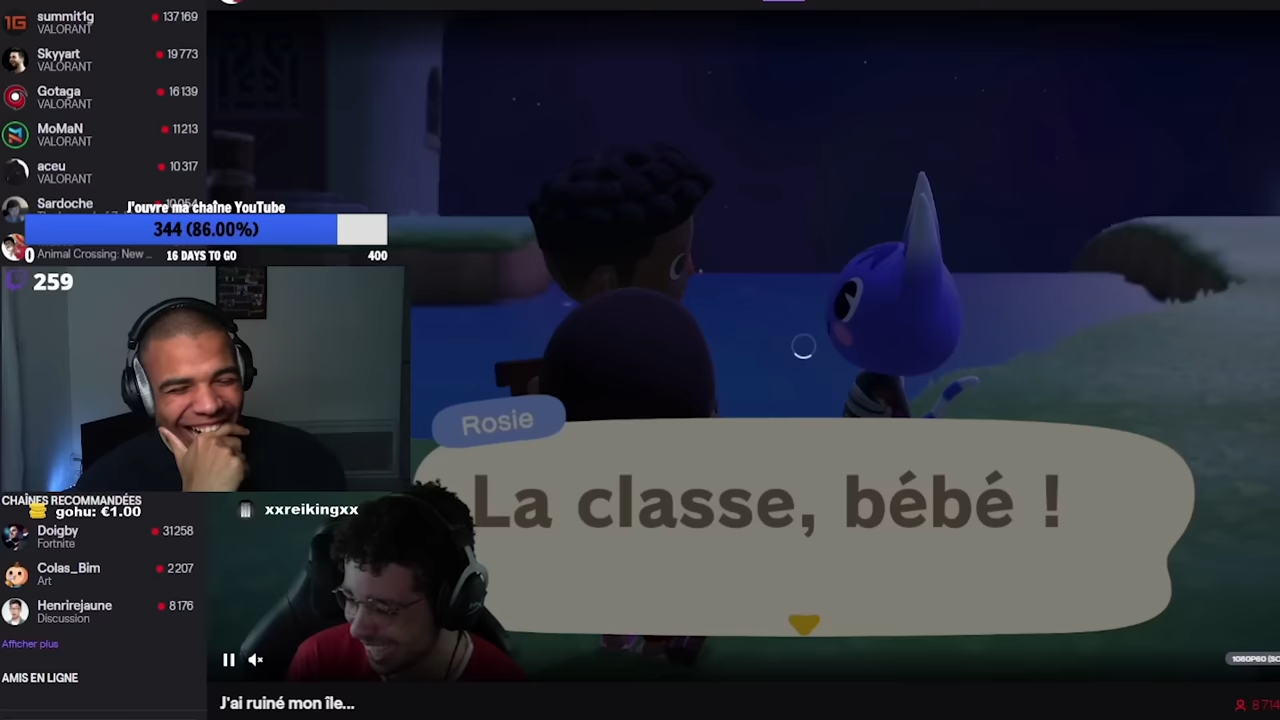 summit1g
137 169
VALORANT
Skyyart
19 773
VALORANT
Gotaga
16 139
VALORANT
MoMaN
11 213
VALORANT
aceu
10 317
VALORANT
Sardoche
J'ouvre ma chaîne YouTube
344 (86.00%)
Animal Crossing: New ...
0
16 DAYS TO GO
400
259
Rosie
La classe, bébé !
CHAÎNES RECOMMANDÉES
gohu: €1.00
xxreikingxx
Doigby
31 258
Fortnite
Colas_Bim
2 207
Art
Henrirejaune
8 176
Discussion
Afficher plus
AMIS EN LIGNE
J'ai ruiné mon île...
8 714